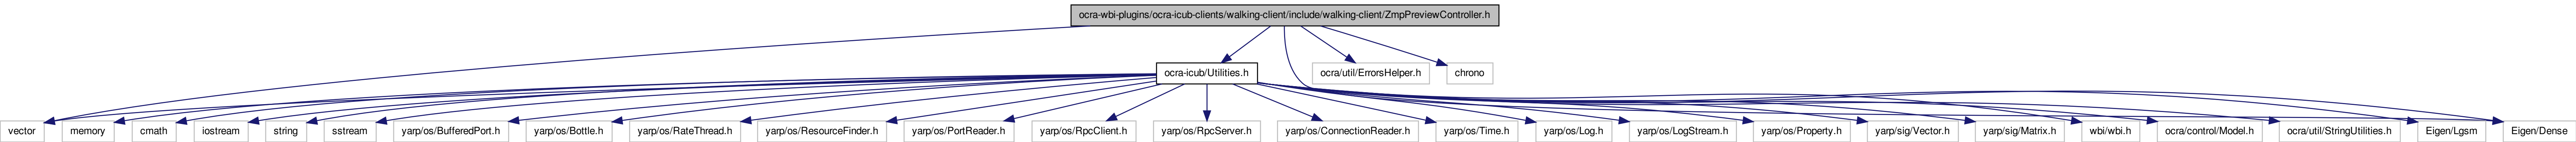 ocra-wbi-plugins/ocra-icub-clients/walking-client/include/walking-client/ZmpPreviewController.h
ocra-icub/Utilities.h
ocra/util/ErrorsHelper.h
chrono
vector
memory
cmath
iostream
string
sstream
yarp/os/BufferedPort.h
yarp/os/Bottle.h
yarp/os/RateThread.h
yarp/os/ResourceFinder.h
yarp/os/PortReader.h
yarp/os/RpcClient.h
yarp/os/RpcServer.h
yarp/os/ConnectionReader.h
yarp/os/Time.h
yarp/os/Log.h
yarp/os/LogStream.h
yarp/os/Property.h
yarp/sig/Vector.h
yarp/sig/Matrix.h
wbi/wbi.h
ocra/control/Model.h
ocra/util/StringUtilities.h
Eigen/Lgsm
Eigen/Dense